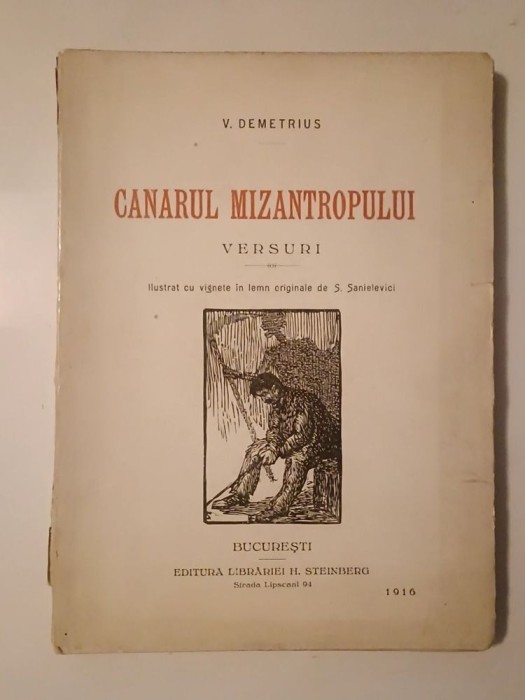 V. DEMETRIUS
CANARUL MIZANTROPULUI
VERSURI
Ilustrat cu vignete în lemn originale de Ș. Sanielevici
BUCUREȘTI
EDITURA LIBRĂRIEI H. STEINBERG
Strada Lipscani 94
1916